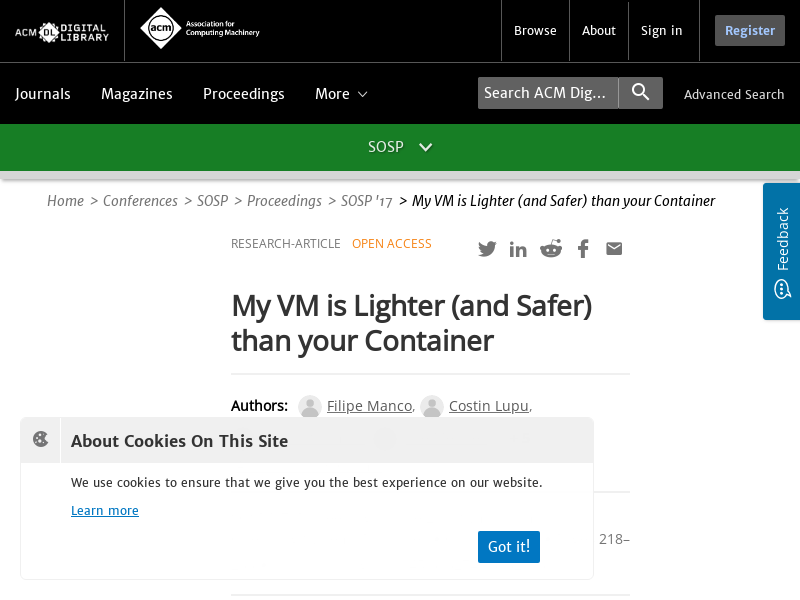 ACM DL DIGITAL LIBRARY
acm Association for Computing Machinery
Browse
About
Sign in
Register
Journals
Magazines
Proceedings
More
Search ACM Dig...
Advanced Search
SOSP
Home > Conferences > SOSP > Proceedings > SOSP '17 > My VM is Lighter (and Safer) than your Container
Feedback
RESEARCH-ARTICLE OPEN ACCESS
My VM is Lighter (and Safer)
than your Container
Authors: Filipe Manco, Costin Lupu,
About Cookies On This Site
We use cookies to ensure that we give you the best experience on our website.
Learn more
218–
Got it!